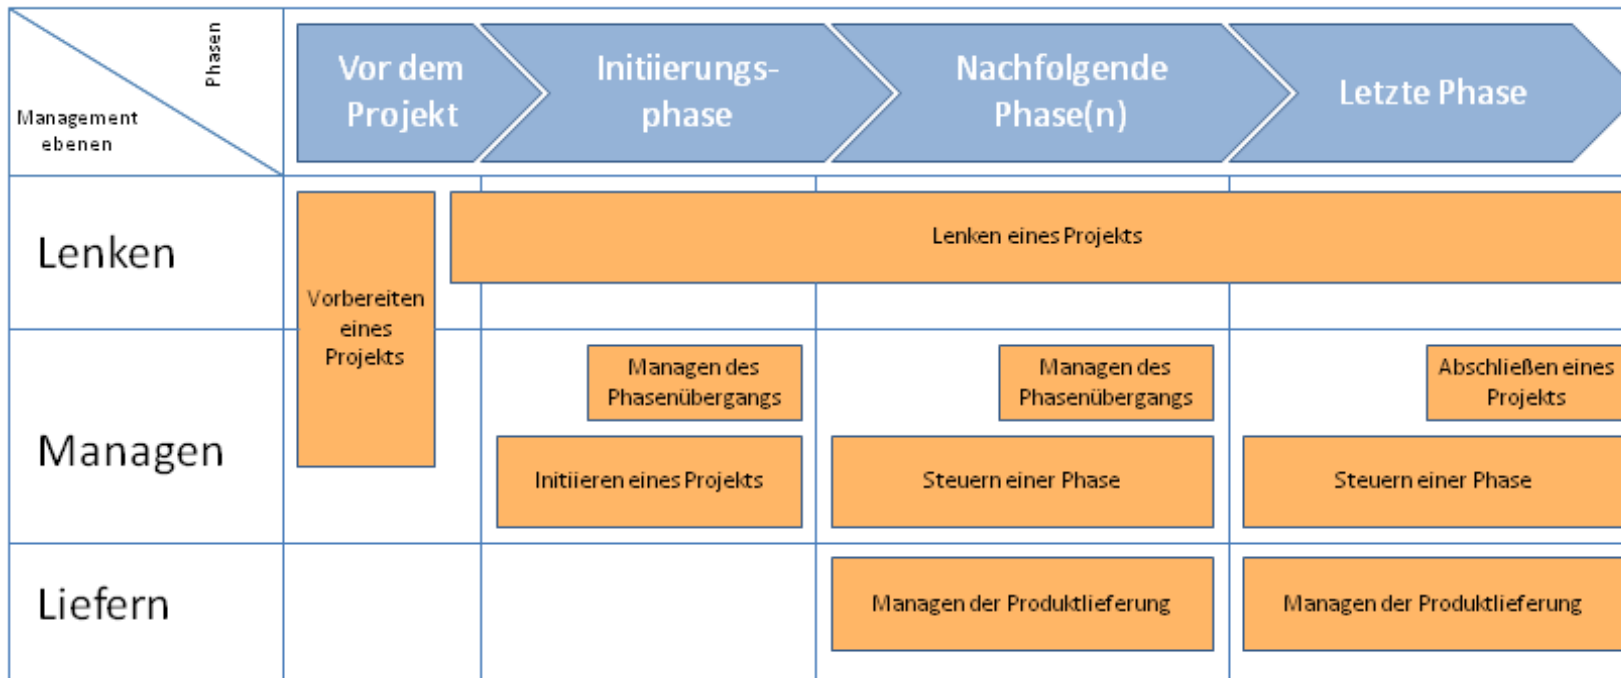 Phasen
Management
ebenen
Vor dem
Projekt
Initiierungs-
phase
Nachfolgende
Phase(n)
Letzte Phase
Lenken
Vorbereiten
eines
Projekts
Lenken eines Projekts
Managen
Managen des
Phasenübergangs
Initiieren eines Projekts
Managen des
Phasenübergangs
Steuern einer Phase
Abschließen eines
Projekts
Steuern einer Phase
Liefern
Managen der Produktlieferung
Managen der Produktlieferung